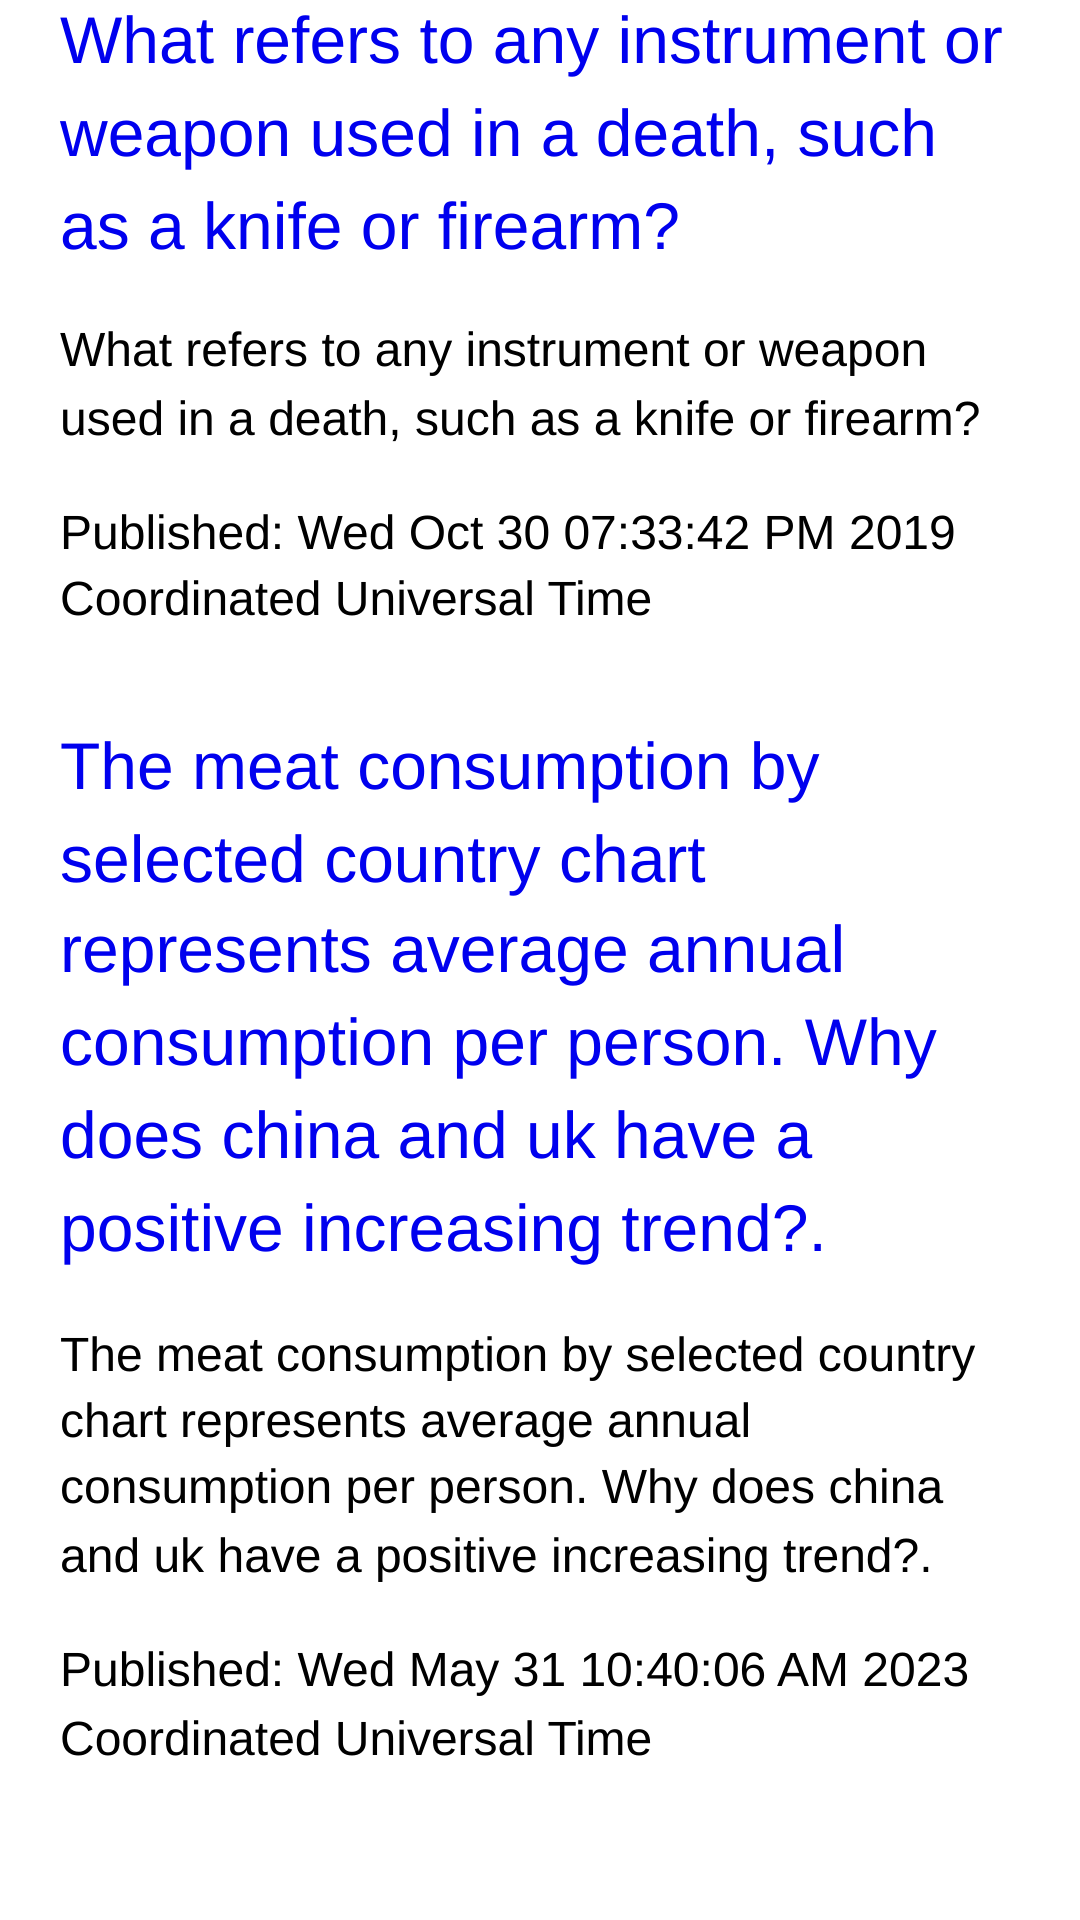 What refers to any instrument or
weapon used in a death, such
as a knife or firearm?
What refers to any instrument or weapon
used in a death, such as a knife or firearm?
Published: Wed Oct 30 07:33:42 PM 2019
Coordinated Universal Time
The meat consumption by
selected country chart
represents average annual
consumption per person. Why
does china and uk have a
positive increasing trend?.
The meat consumption by selected country
chart represents average annual
consumption per person. Why does china
and uk have a positive increasing trend?.
Published: Wed May 31 10:40:06 AM 2023
Coordinated Universal Time